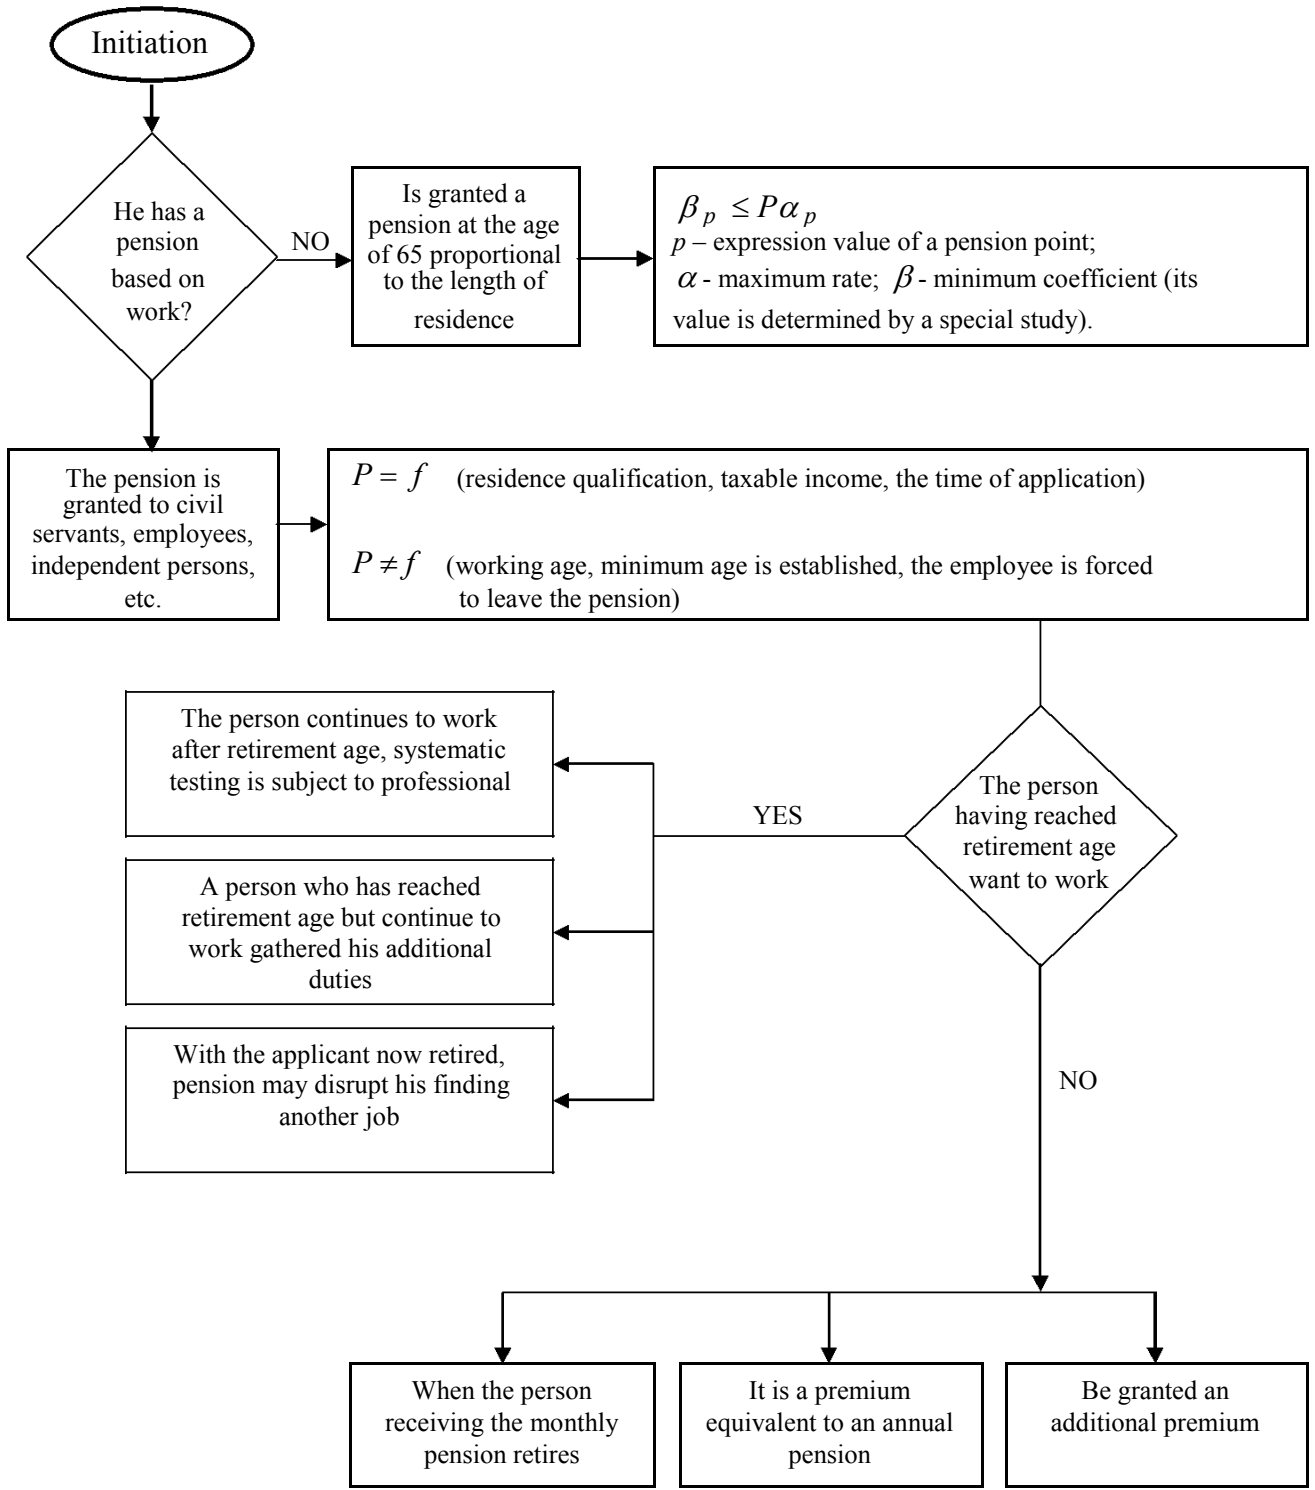 Initiation
He has a
pension
based on
work?
NO
Is granted a
pension at the age
of 65 proportional
to the length of
residence
β p ≤ Pα p
p – expression value of a pension point;
α - maximum rate; β - minimum coefficient (its
value is determined by a special study).
The pension is
granted to civil
servants, employees,
independent persons,
etc.
P = f (residence qualification, taxable income, the time of application)
P ≠ f (working age, minimum age is established, the employee is forced
to leave the pension)
The person continues to work
after retirement age, systematic
testing is subject to professional
YES
The person
having reached
retirement age
want to work
A person who has reached
retirement age but continue to
work gathered his additional
duties
With the applicant now retired,
pension may disrupt his finding
another job
NO
When the person
receiving the monthly
pension retires
It is a premium
equivalent to an annual
pension
Be granted an
additional premium